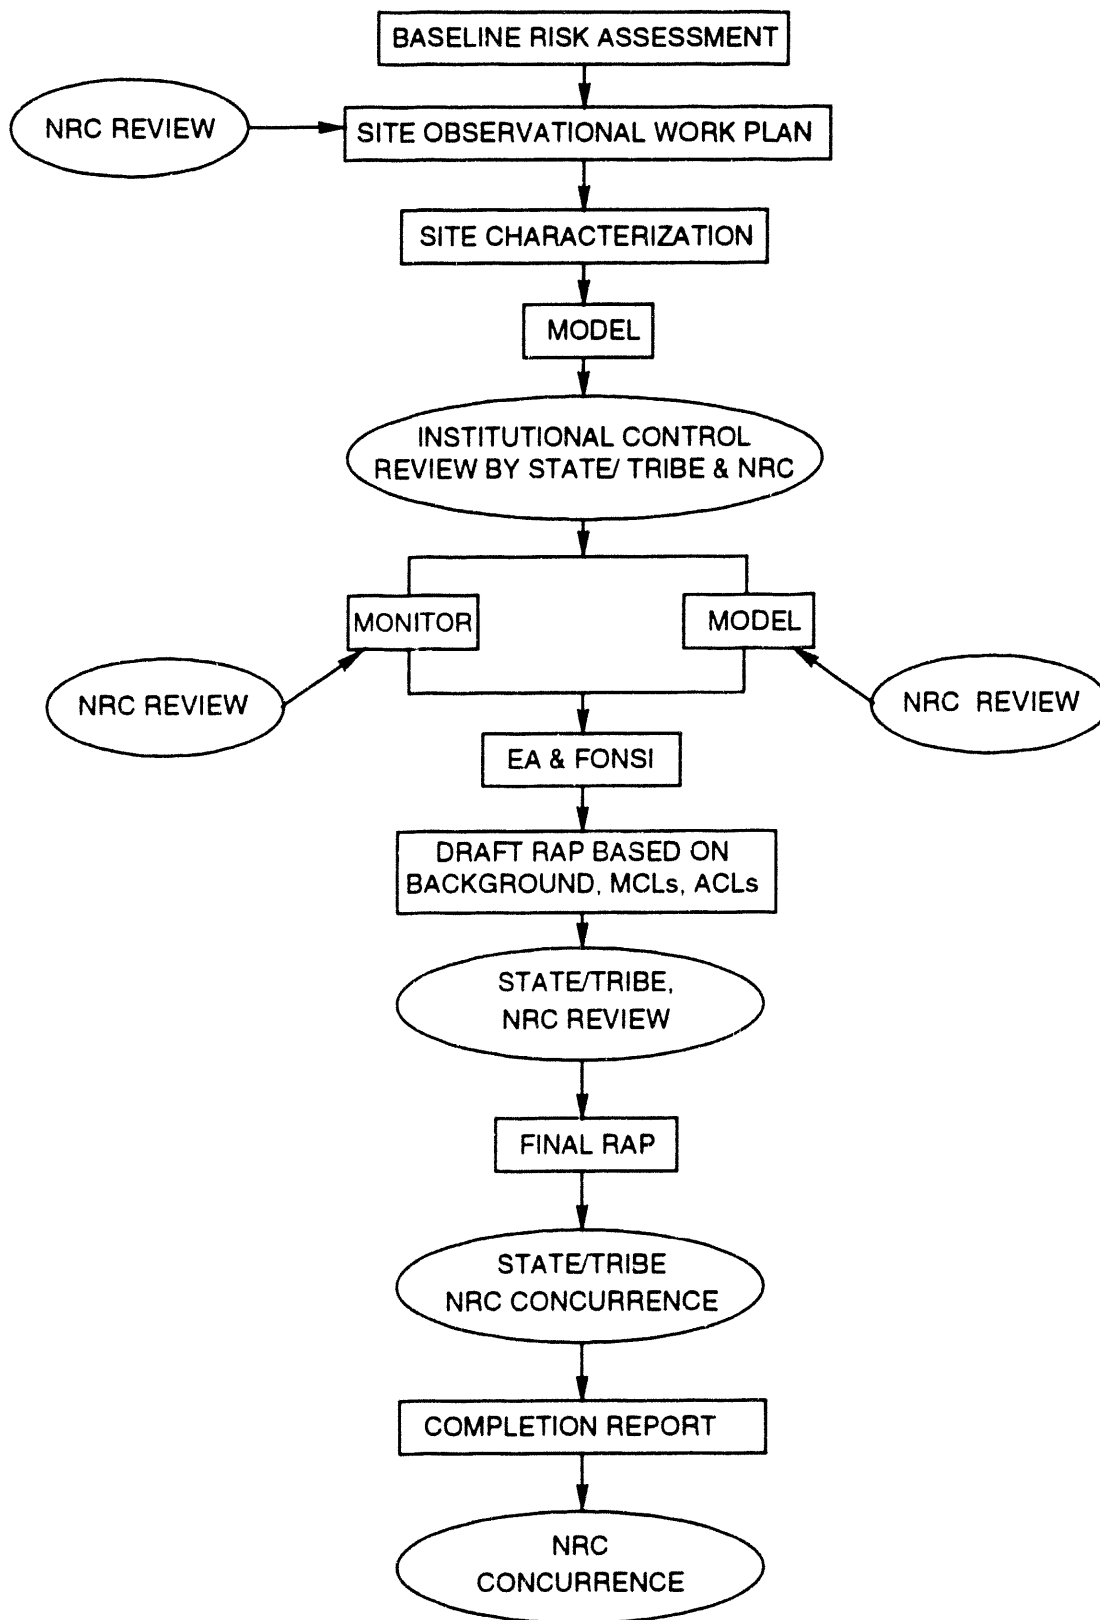 BASELINE RISK ASSESSMENT
NRC REVIEW
SITE OBSERVATIONAL WORK PLAN
SITE CHARACTERIZATION
MODEL
INSTITUTIONAL CONTROL
REVIEW BY STATE/ TRIBE & NRC
MONITOR
MODEL
NRC REVIEW
NRC REVIEW
EA & FONSI
DRAFT RAP BASED ON
BACKGROUND, MCLs, ACLs
STATE/TRIBE,
NRC REVIEW
FINAL RAP
STATE/TRIBE
NRC CONCURRENCE
COMPLETION REPORT
NRC
CONCURRENCE